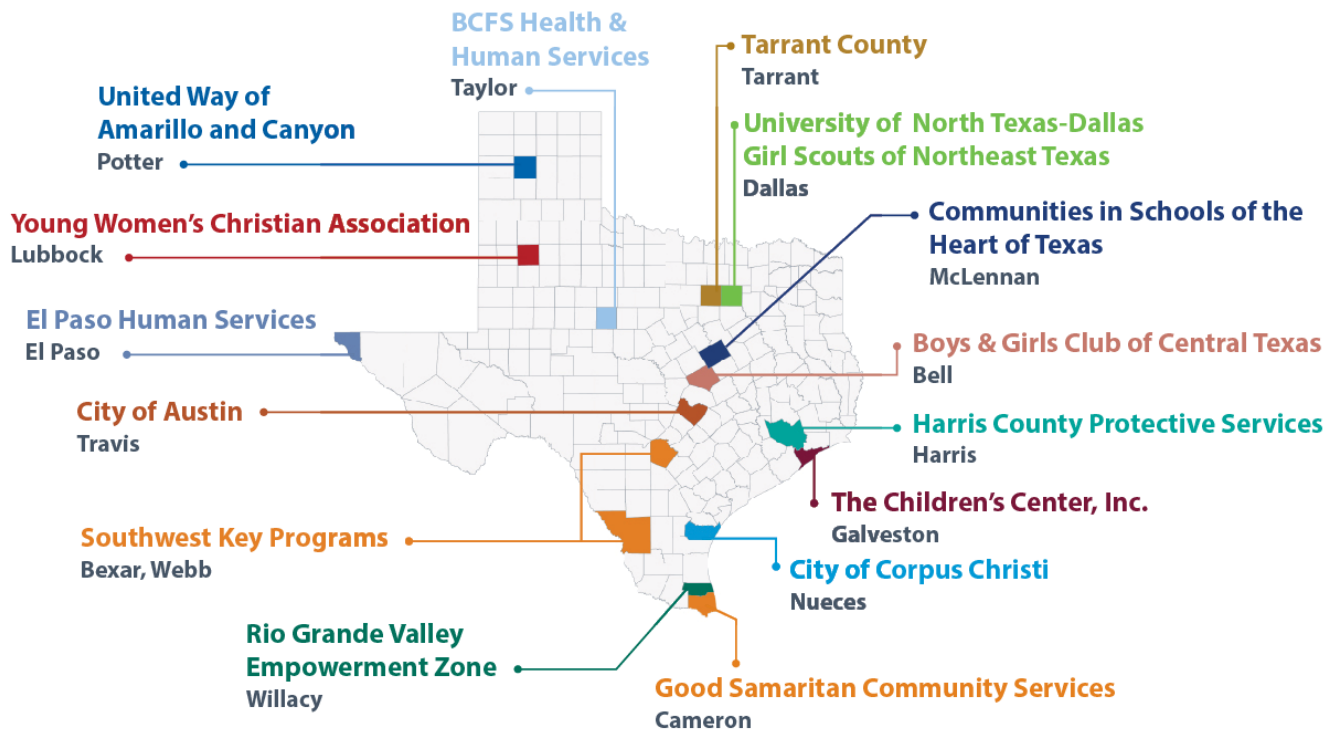 BCFS Health &
Human Services
Taylor
Tarrant County
Tarrant
United Way of
Amarillo and Canyon
Potter
University of North Texas-Dallas
Girl Scouts of Northeast Texas
Dallas
Young Women's Christian Association
Lubbock
Communities in Schools of the
Heart of Texas
McLennan
El Paso Human Services
El Paso
Boys & Girls Club of Central Texas
Bell
City of Austin
Travis
Harris County Protective Services
Harris
The Children's Center, Inc.
Galveston
Southwest Key Programs
Bexar, Webb
City of Corpus Christi
Nueces
Rio Grande Valley
Empowerment Zone
Willacy
Good Samaritan Community Services
Cameron